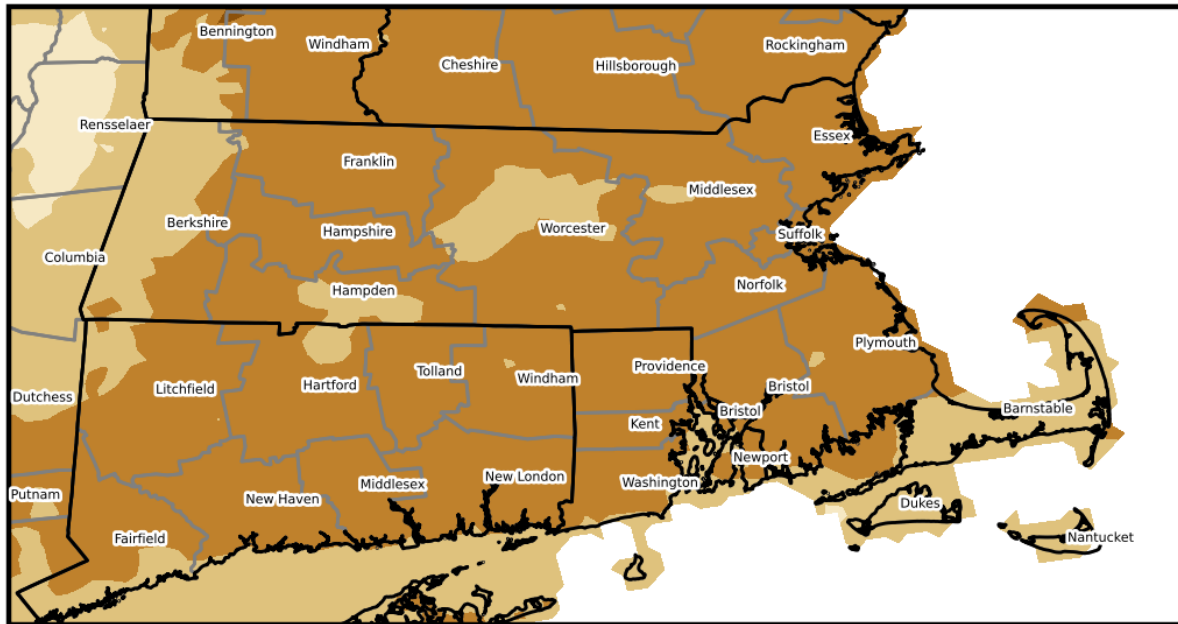 Bennington
Windham
Rockingham
Cheshire
Hillsborough
Rensselaer
Essex
Franklin
Middlesex
Berkshire
Hampshire
Worcester
Suffolk
Columbia
Hampden
Norfolk
Plymouth
Providence
Tolland
Windham
Hartford
Litchfield
Bristol
Dutchess
Bristol
Barnstable
Kent
Newport
New London
Washington
Middlesex
Putnam
New Haven
Dukes
Fairfield
Nantucket